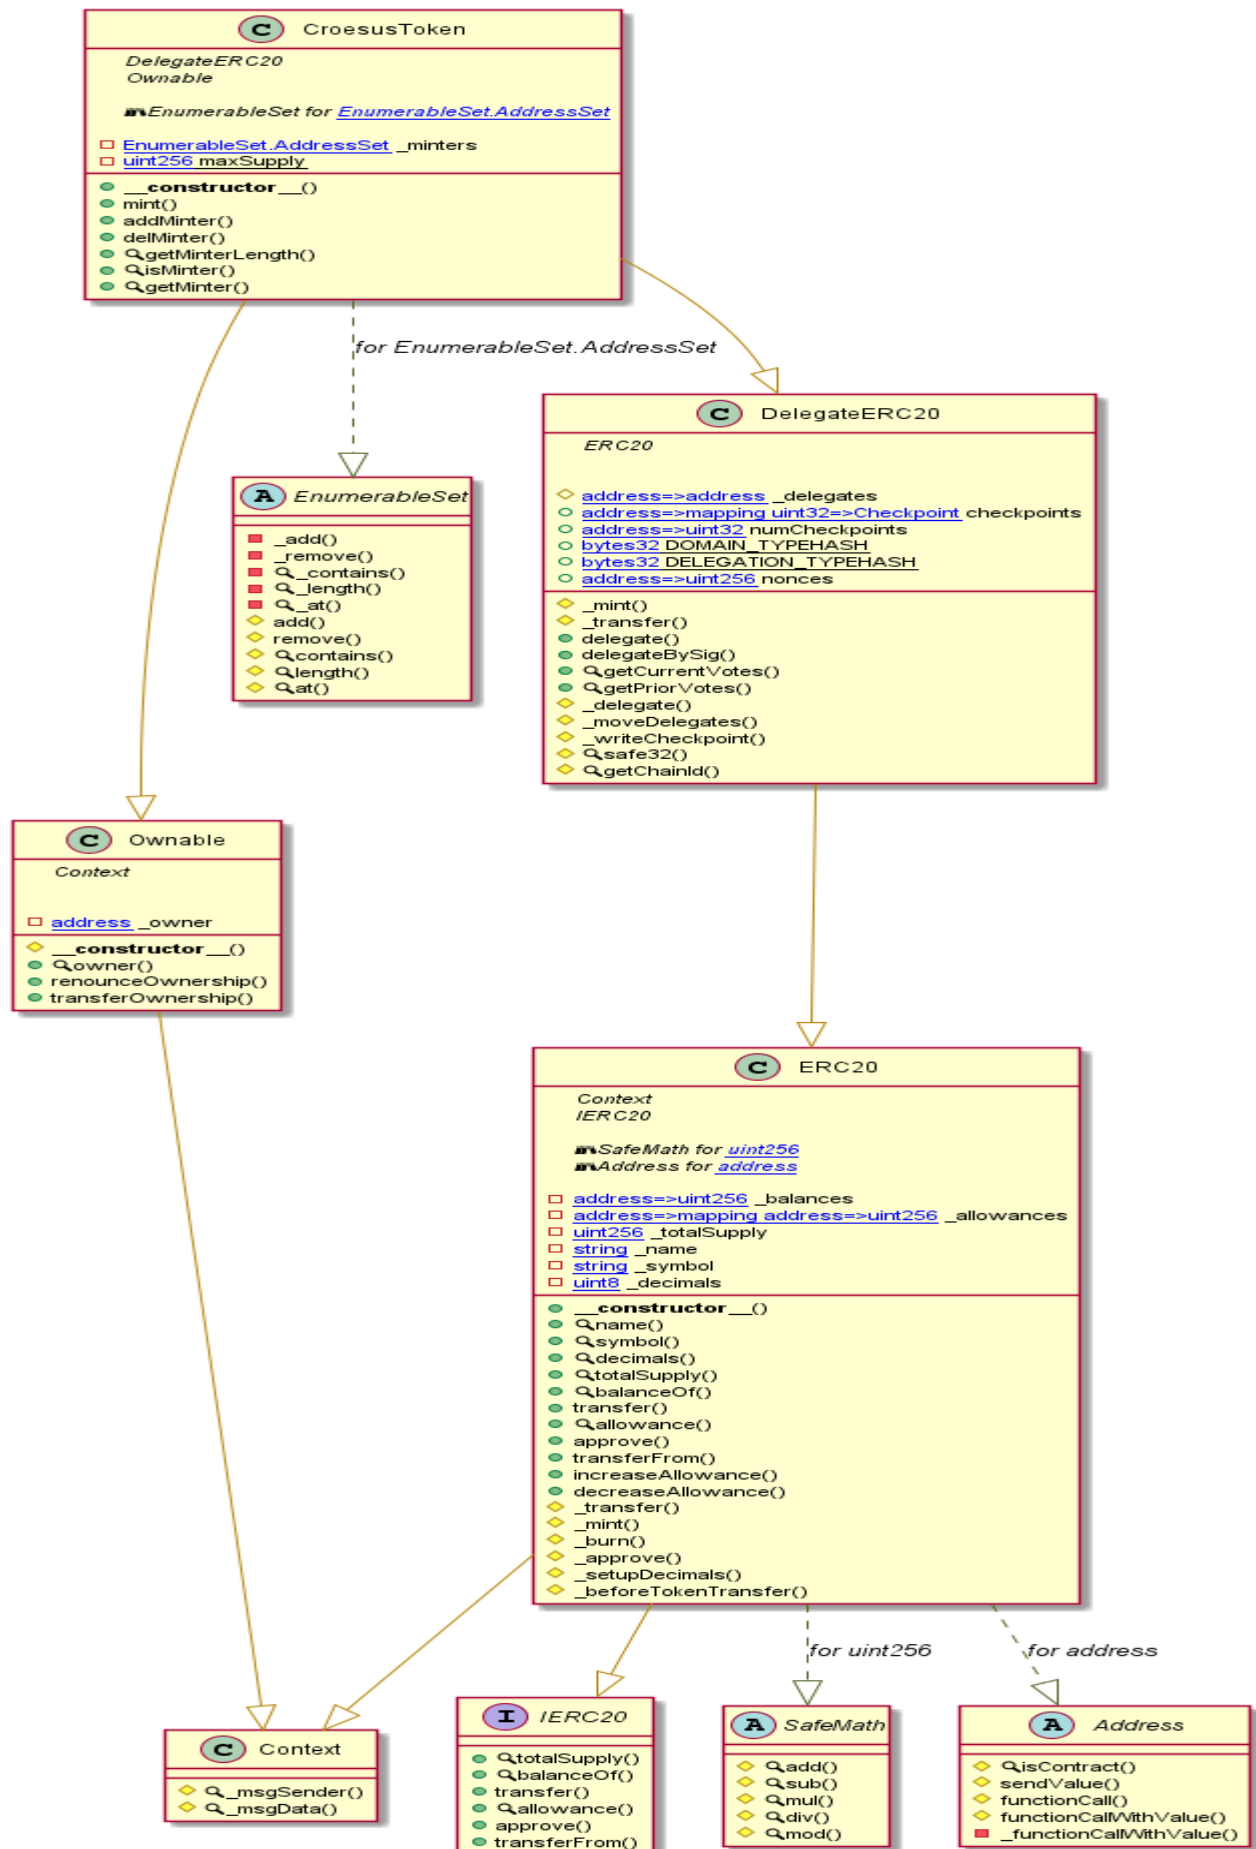 C CroesusToken
DelegateERC20
Ownable
EnumerableSet for EnumerableSet.AddressSet
EnumerableSet.AddressSet _minters
uint256 maxSupply
__constructor__()
mint()
addMinter()
delMinter()
getMinterLength()
isMinter()
getMinter()
for EnumerableSet.AddressSet
A EnumerableSet
_add()
_remove()
_contains()
_length()
_at()
add()
remove()
contains()
length()
at()
C DelegateERC20
ERC20
address=>address _delegates
address=>mapping uint32=>Checkpoint checkpoints
address=>uint32 numCheckpoints
bytes32 DOMAIN_TYPEHASH
bytes32 DELEGATION_TYPEHASH
address=>uint256 nonces
_mint()
_transfer()
delegate()
delegateBySig()
getCurrentVotes()
getPriorVotes()
_delegate()
_moveDelegates()
_writeCheckpoint()
safe32()
getChainId()
C Ownable
Context
address _owner
__constructor__()
owner()
renounceOwnership()
transferOwnership()
C ERC20
Context
IERC20
SafeMath for uint256
Address for address
address=>uint256 _balances
address=>mapping address=>uint256 _allowances
uint256 _totalSupply
string _name
string _symbol
uint8 _decimals
__constructor__()
name()
symbol()
decimals()
totalSupply()
balanceOf()
transfer()
allowance()
approve()
transferFrom()
increaseAllowance()
decreaseAllowance()
_transfer()
_mint()
_burn()
_approve()
_setupDecimals()
_beforeTokenTransfer()
for uint256
for address
C Context
_msgSender()
_msgData()
I IERC20
totalSupply()
balanceOf()
transfer()
allowance()
approve()
transferFrom()
A SafeMath
add()
sub()
mul()
div()
mod()
A Address
isContract()
sendValue()
functionCall()
functionCallWithValue()
_functionCallWithValue()